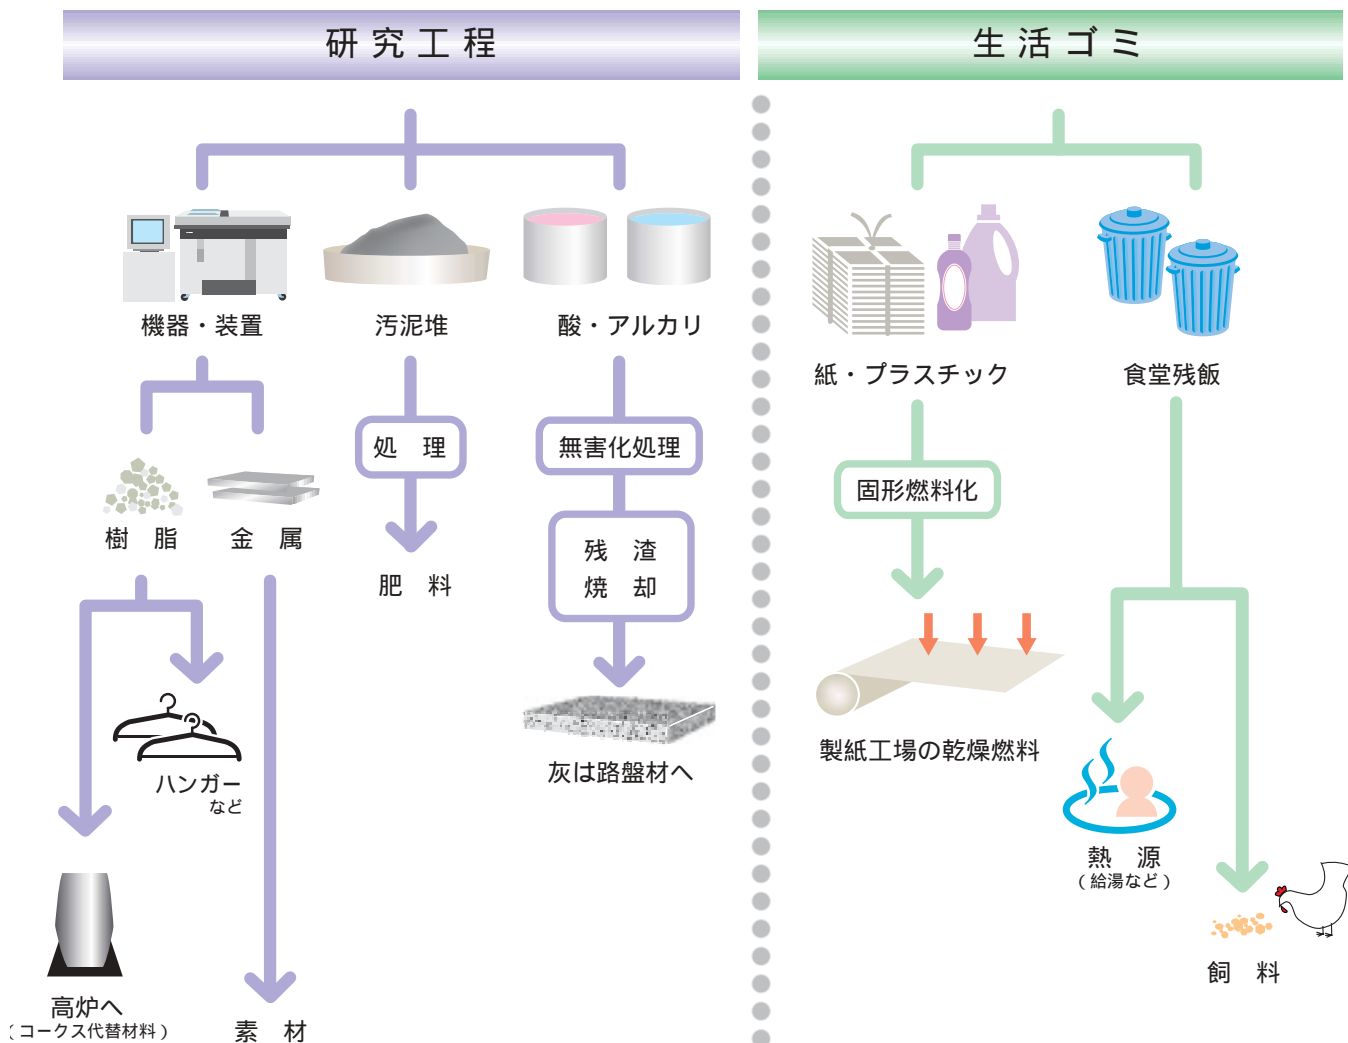 研究工程
生活ゴミ
機器・装置
汚泥堆
酸・アルカリ
紙・プラスチック
食堂残飯
処 理
無害化処理
固形燃料化
樹 脂
金 属
肥 料
残 渣
焼 却
ハンガー
など
灰は路盤材へ
製紙工場の乾燥燃料
熱 源
(給湯など)
飼 料
高炉へ
(コークス代替材料)
素 材